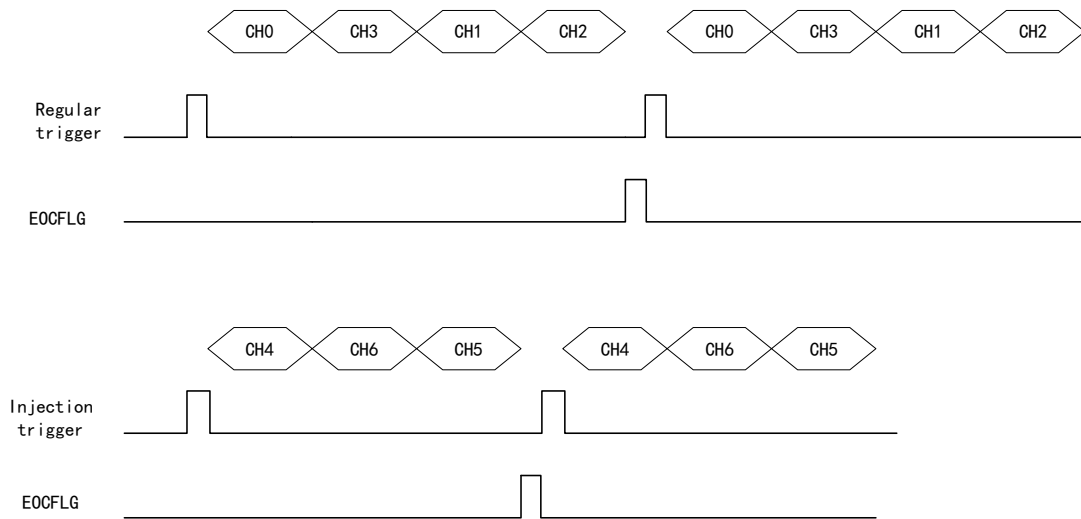 CH0 CH3 CH1 CH2 CH0 CH3 CH1 CH2
Regular
trigger
EOCFLG
CH4 CH6 CH5 CH4 CH6 CH5
Injection
trigger
EOCFLG